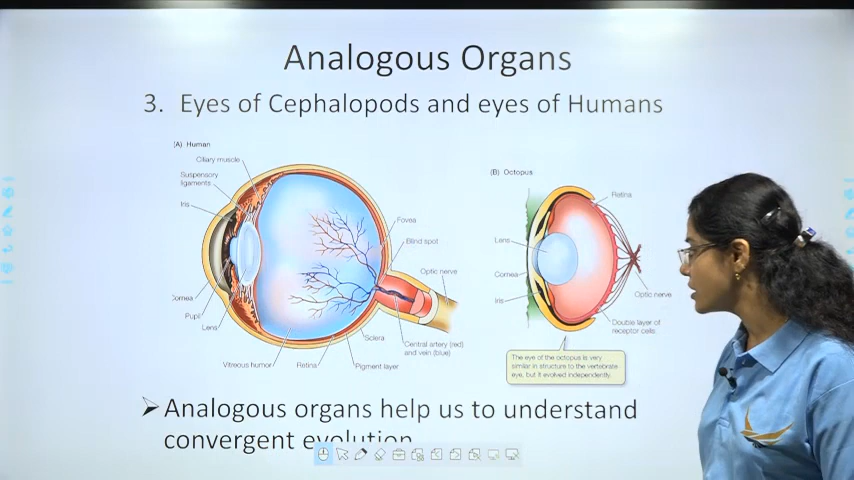 Analogous Organs
3. Eyes of Cephalopods and eyes of Humans
(A) Human
Ciliary muscle
Suspensory
ligaments
Iris
Cornea
Pupil
Lens
Vitreous humor
Retina
Pigment layer
Sclera
Central artery (red)
and vein (blue)
Optic nerve
Blind spot
Fovea
(B) Octopus
Retina
Lens
Cornea
Iris
Optic nerve
Double layer of
receptor cells
The eye of the octopus is very
similar in structure to the vertebrate
eye, but it evolved independently.
➤ Analogous organs help us to understand
convergent evolution